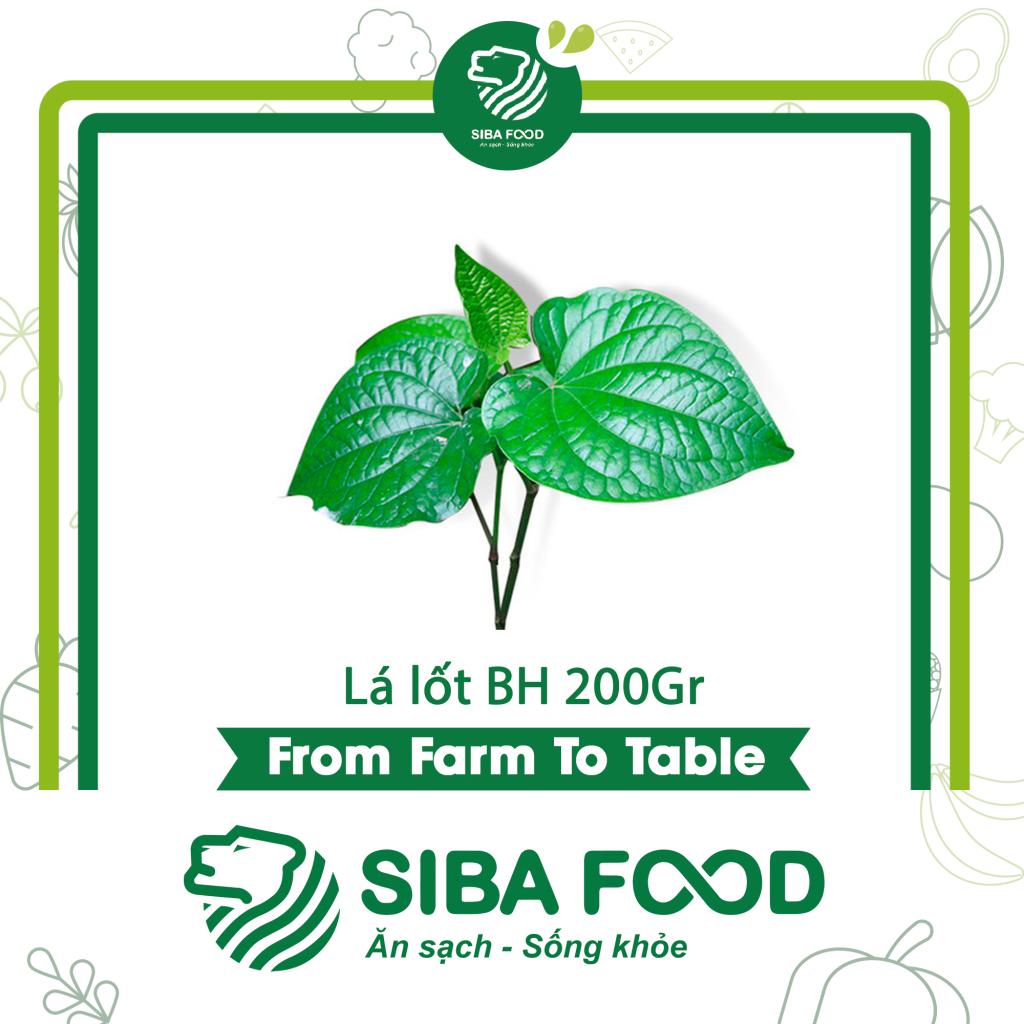 SIBA FOOD
Ăn sạch - Sống khỏe
Lá lốt BH 200Gr
From Farm To Table
SIBA FOOD
Ăn sạch - Sống khỏe